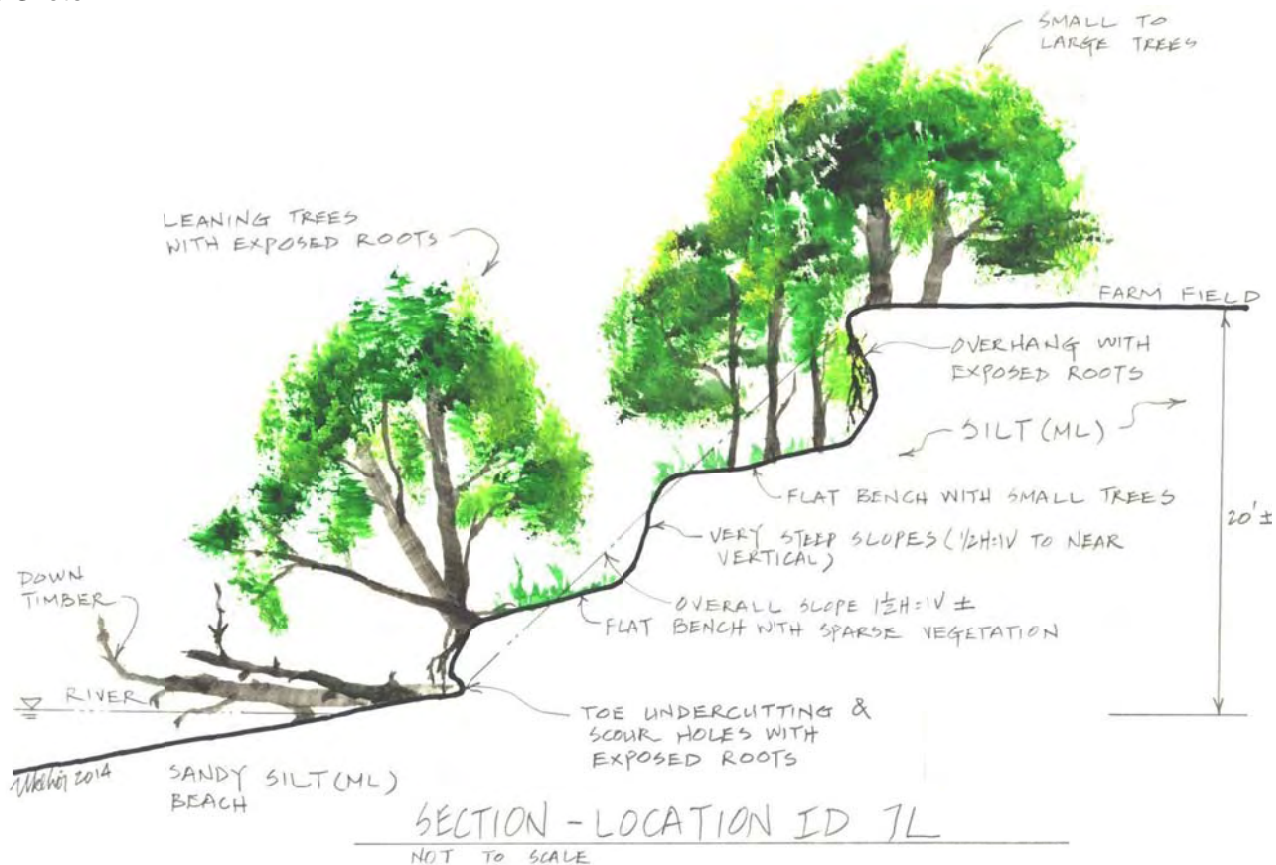 SMALL TO
LARGE TREES
LEANING TREES
WITH EXPOSED ROOTS
FARM FIELD
OVERHANG WITH
EXPOSED ROOTS
SILT (ML)
FLAT BENCH WITH SMALL TREES
20' ±
VERY STEEP SLOPES (1/2H:1V TO NEAR
VERTICAL)
DOWN
TIMBER
OVERALL SLOPE 1 1/2H:1V ±
FLAT BENCH WTH SPARSE VEGETATION
RIVER
TOE UNDERCUTTING &
SCOUR HOLES WITH
EXPOSED ROOTS
2014
SANDY SILT (ML)
BEACH
SECTION - LOCATION ID 7L
NOT TO SCALE